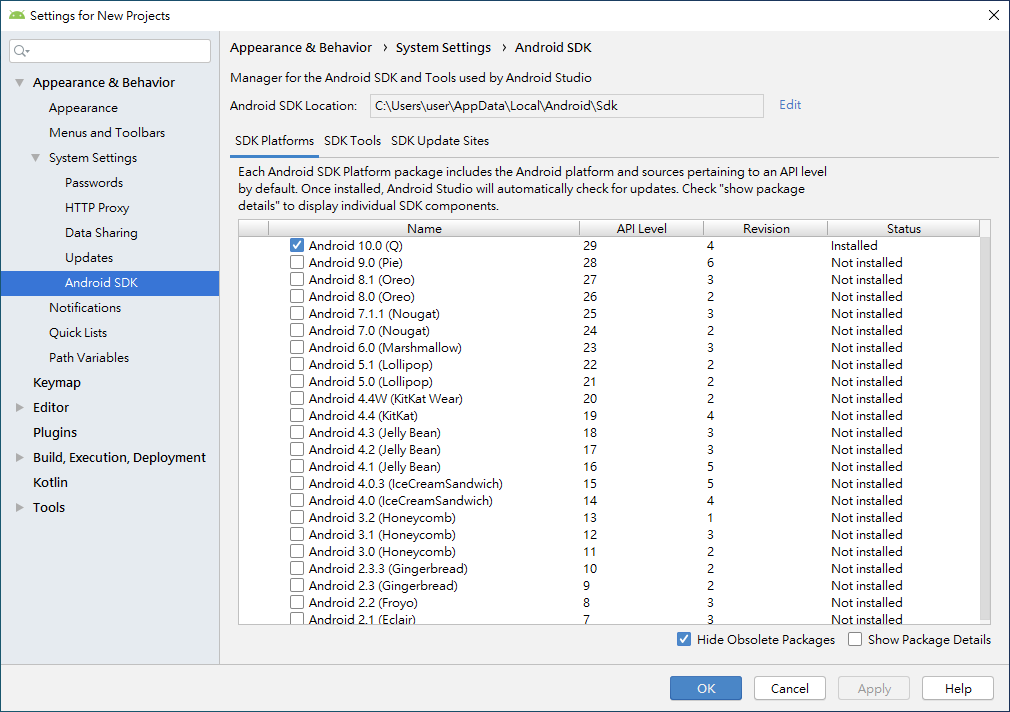 Settings for New Projects
Appearance & Behavior
Appearance
Menus and Toolbars
System Settings
Passwords
HTTP Proxy
Data Sharing
Updates
Android SDK
Notifications
Quick Lists
Path Variables
Keymap
Editor
Plugins
Build, Execution, Deployment
Kotlin
Tools
Appearance & Behavior › System Settings › Android SDK
Manager for the Android SDK and Tools used by Android Studio
Android SDK Location: C:\Users\user\AppData\Local\Android\Sdk Edit
SDK Platforms SDK Tools SDK Update Sites
Each Android SDK Platform package includes the Android platform and sources pertaining to an API level
by default. Once installed, Android Studio will automatically check for updates. Check "show package
details" to display individual SDK components.
Name API Level Revision Status
Android 10.0 (Q) 29 4 Installed
Android 9.0 (Pie) 28 6 Not installed
Android 8.1 (Oreo) 27 3 Not installed
Android 8.0 (Oreo) 26 2 Not installed
Android 7.1.1 (Nougat) 25 3 Not installed
Android 7.0 (Nougat) 24 2 Not installed
Android 6.0 (Marshmallow) 23 3 Not installed
Android 5.1 (Lollipop) 22 2 Not installed
Android 5.0 (Lollipop) 21 2 Not installed
Android 4.4W (KitKat Wear) 20 2 Not installed
Android 4.4 (KitKat) 19 4 Not installed
Android 4.3 (Jelly Bean) 18 3 Not installed
Android 4.2 (Jelly Bean) 17 3 Not installed
Android 4.1 (Jelly Bean) 16 5 Not installed
Android 4.0.3 (IceCreamSandwich) 15 5 Not installed
Android 4.0 (IceCreamSandwich) 14 4 Not installed
Android 3.2 (Honeycomb) 13 1 Not installed
Android 3.1 (Honeycomb) 12 3 Not installed
Android 3.0 (Honeycomb) 11 2 Not installed
Android 2.3.3 (Gingerbread) 10 2 Not installed
Android 2.3 (Gingerbread) 9 2 Not installed
Android 2.2 (Froyo) 8 3 Not installed
Android 2.1 (Eclair) 7 3 Not installed
Hide Obsolete Packages Show Package Details
OK Cancel Apply Help